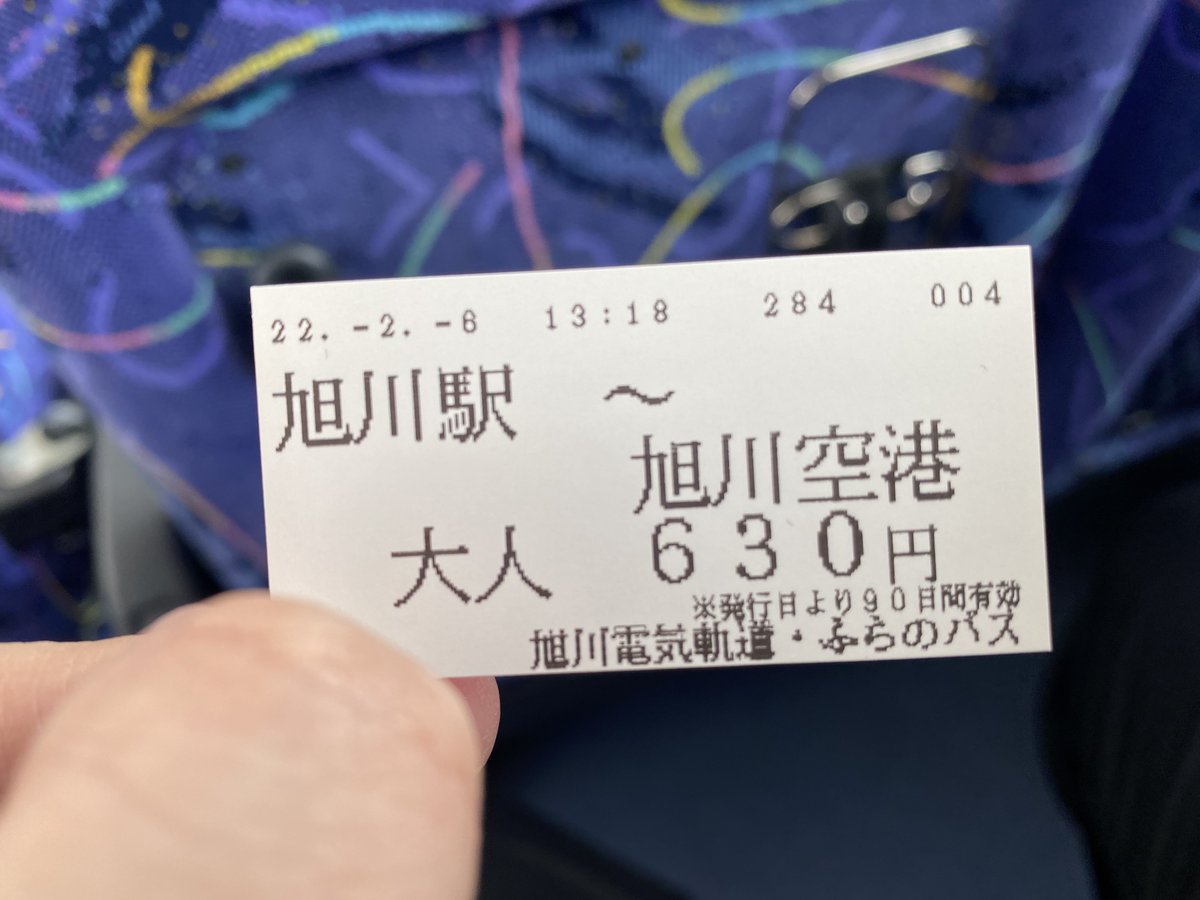 22.-2.-6 13:18 284 004
旭川駅 〜
旭川空港
大人 630円
※発行日より90日間有効
旭川電気軌道・ふらのバス